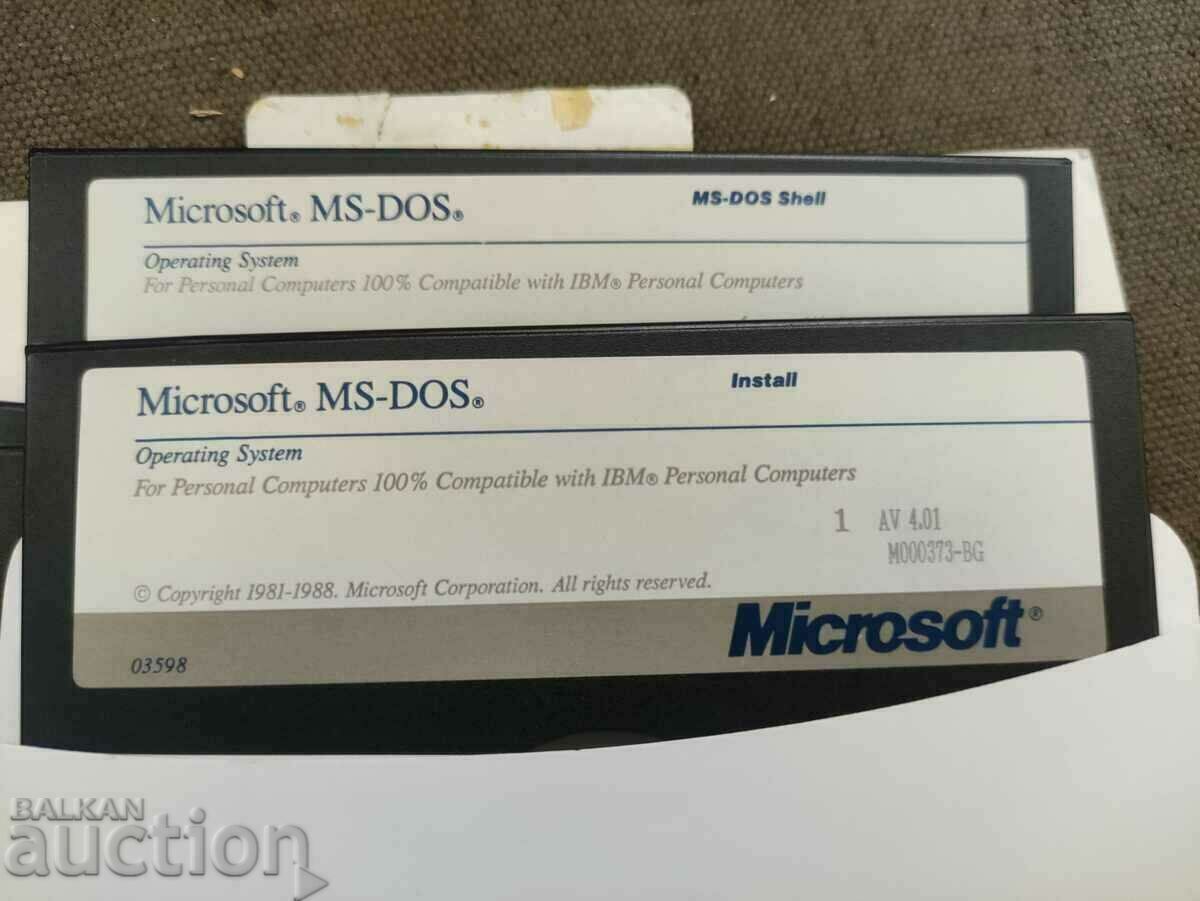 Microsoft® MS-DOS® MS-DOS Shell
Operating System
For Personal Computers 100% Compatible with IBM® Personal Computers
Microsoft® MS-DOS® Install
Operating System
For Personal Computers 100% Compatible with IBM® Personal Computers
1 AV 4.01
M000373-BG
© Copyright 1981-1988. Microsoft Corporation. All rights reserved.
Microsoft®
03598
BALKAN
auction